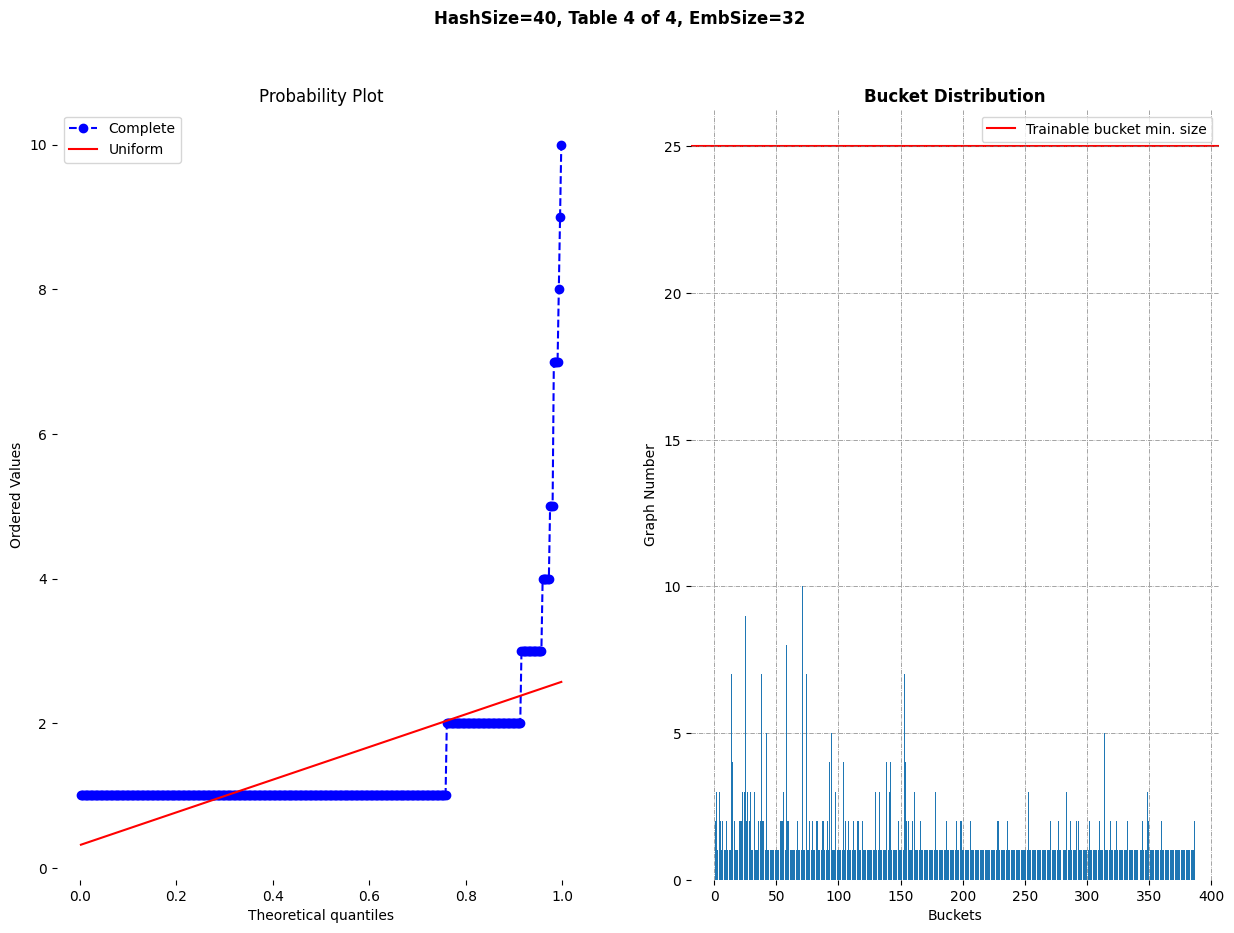 HashSize=40, Table 4 of 4, EmbSize=32
Probability Plot
Complete
Uniform
10
8
6
4
2
0
Ordered Values
0.0 0.2 0.4 0.6 0.8 1.0
Theoretical quantiles
Bucket Distribution
Trainable bucket min. size
25
20
15
10
5
0
Graph Number
0 50 100 150 200 250 300 350 400
Buckets